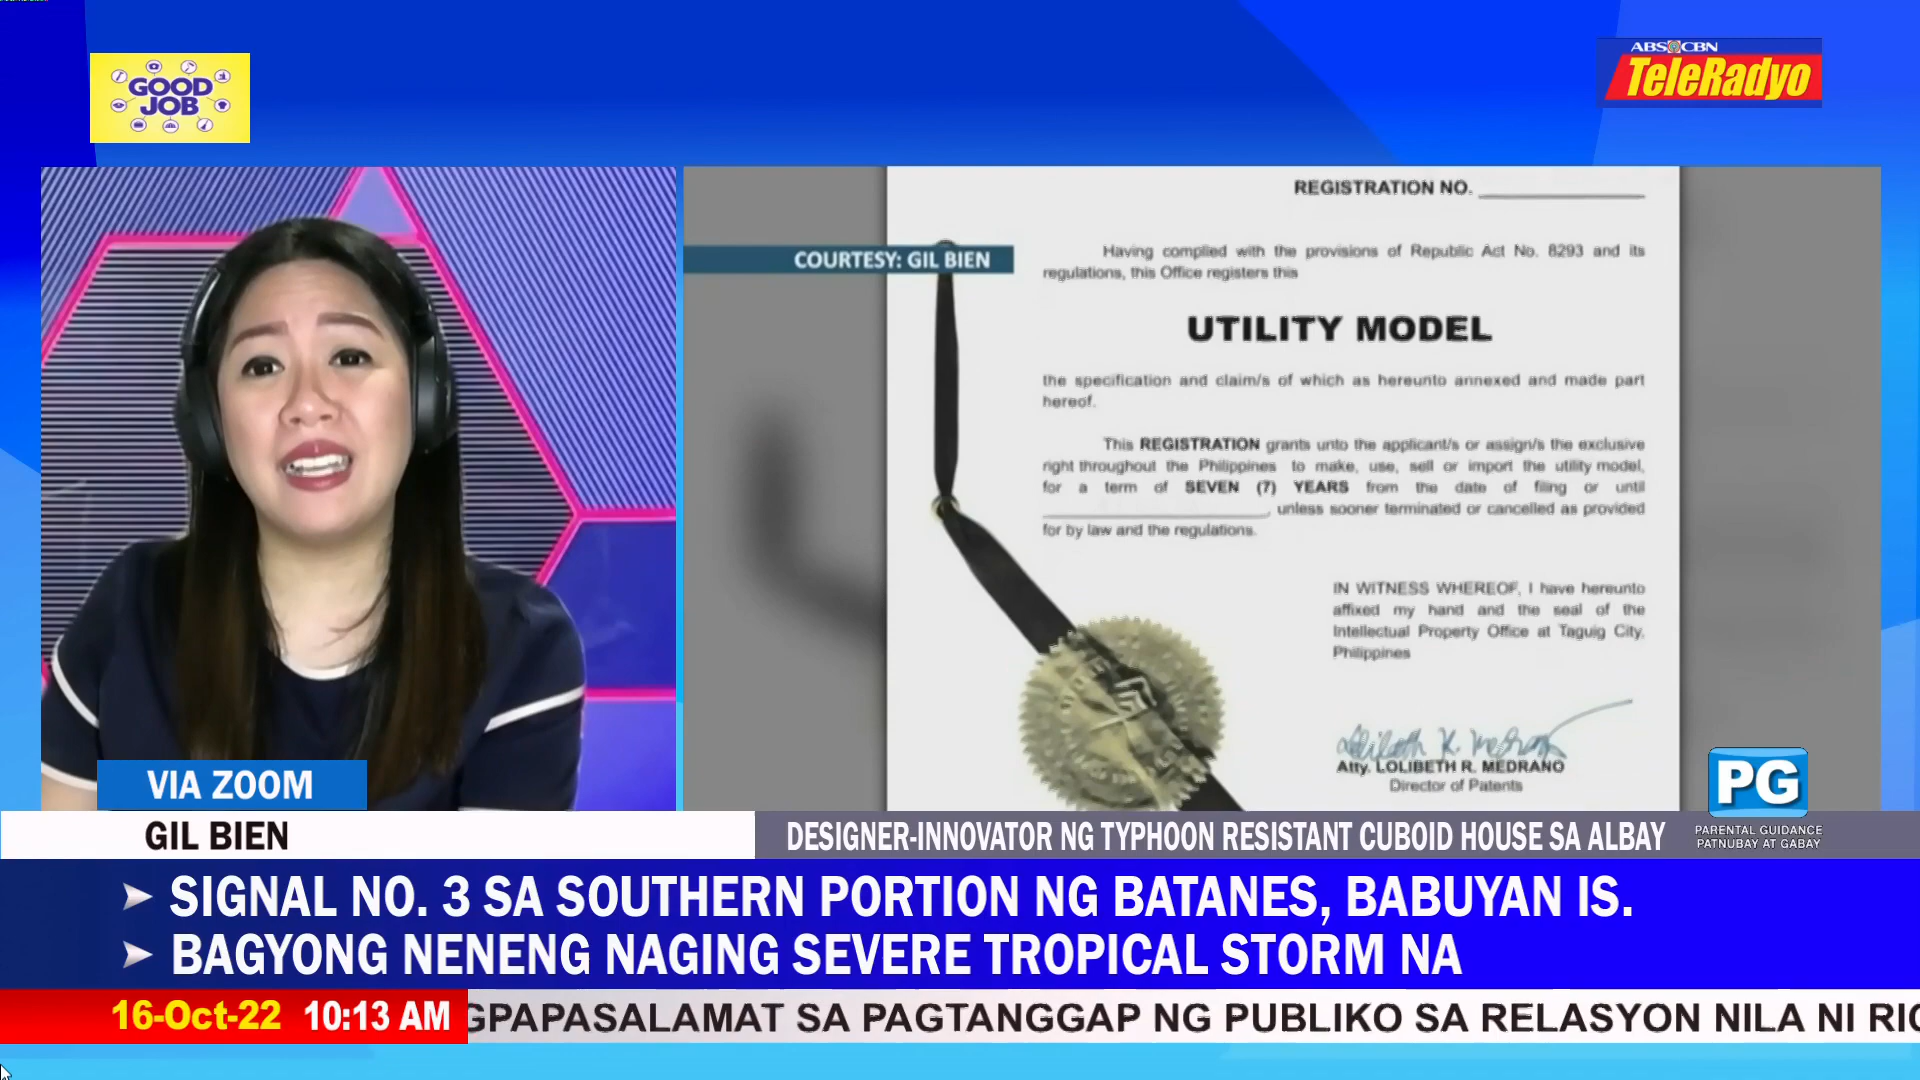 GOOD
JOB
ABS-CBN
TeleRadyo
REGISTRATION NO.
COURTESY: GIL BIEN
Having complied with the provisions of Republic Act No. 8293 and its
regulations, this Office registers this
UTILITY MODEL
the specification and claim/s of which as hereunto annexed and made part
hereof.
This REGISTRATION grants unto the applicant/s or assign/s the exclusive
right throughout the Philippines to make, use, sell or import the utility model,
for a term of SEVEN (7) YEARS from the date of filing or until
, unless sooner terminated or cancelled as provided
for by law and the regulations.
IN WITNESS WHEREOF, I have hereunto
affixed my hand and the seal of the
Intellectual Property Office at Taguig City,
Philippines
Atty. LOLIBETH R. MEDRANO
Director of Patents
VIA ZOOM
GIL BIEN
DESIGNER-INNOVATOR NG TYPHOON RESISTANT CUBOID HOUSE SA ALBAY
PG
PARENTAL GUIDANCE
PATNUBAY AT GABAY
SIGNAL NO. 3 SA SOUTHERN PORTION NG BATANES, BABUYAN IS.
BAGYONG NENENG NAGING SEVERE TROPICAL STORM NA
16-Oct-22 10:13 AM GPAPASALAMAT SA PAGTANGGAP NG PUBLIKO SA RELASYON NILA NI RIC